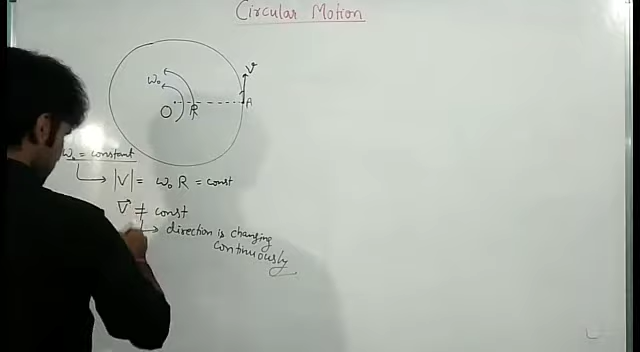 Circular Motion
V
ω₀
A
O
R
ω₀ = constant
|V| = ω₀ R = const
V⃗ ≠ const
direction is changing
continuously